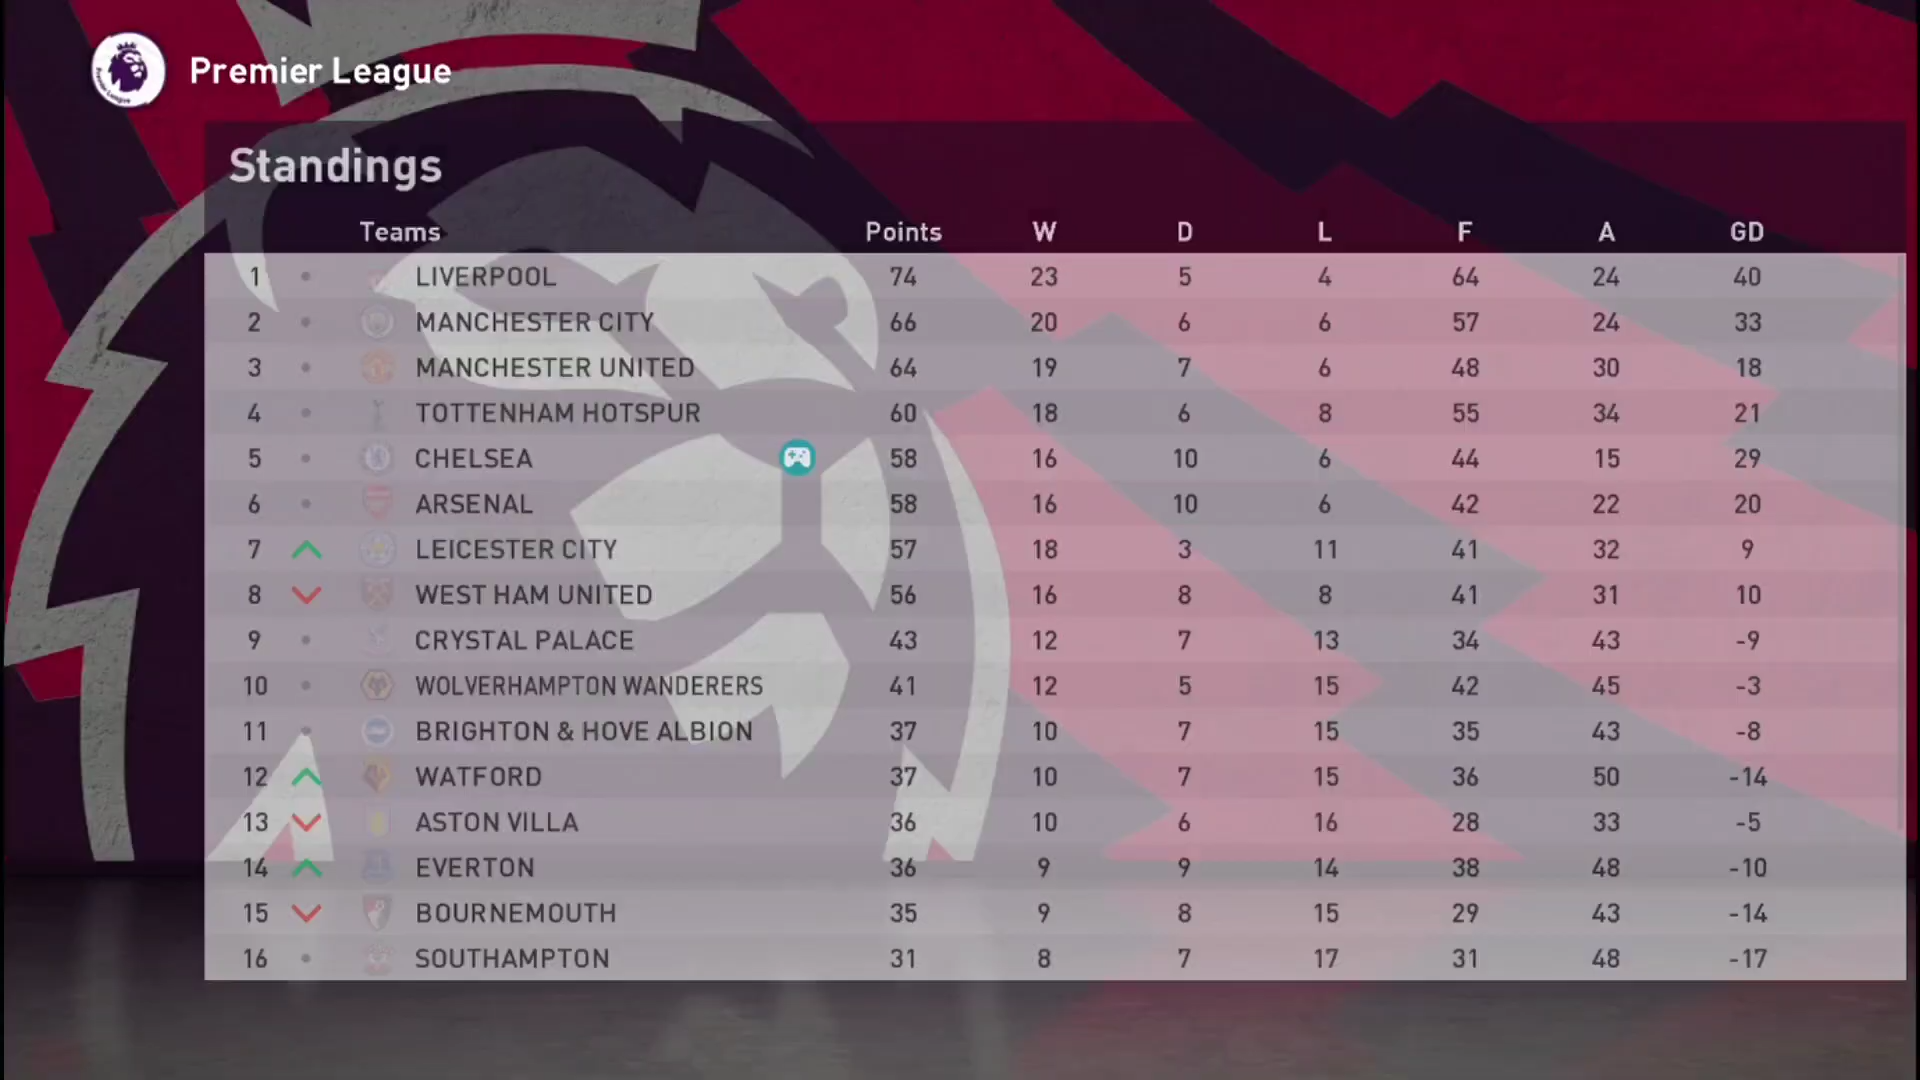 Premier League
Standings
Teams Points W D L F A GD
1 LIVERPOOL 74 23 5 4 64 24 40
2 MANCHESTER CITY 66 20 6 6 57 24 33
3 MANCHESTER UNITED 64 19 7 6 48 30 18
4 TOTTENHAM HOTSPUR 60 18 6 8 55 34 21
5 CHELSEA 58 16 10 6 44 15 29
6 ARSENAL 58 16 10 6 42 22 20
7 LEICESTER CITY 57 18 3 11 41 32 9
8 WEST HAM UNITED 56 16 8 8 41 31 10
9 CRYSTAL PALACE 43 12 7 13 34 43 -9
10 WOLVERHAMPTON WANDERERS 41 12 5 15 42 45 -3
11 BRIGHTON & HOVE ALBION 37 10 7 15 35 43 -8
12 WATFORD 37 10 7 15 36 50 -14
13 ASTON VILLA 36 10 6 16 28 33 -5
14 EVERTON 36 9 9 14 38 48 -10
15 BOURNEMOUTH 35 9 8 15 29 43 -14
16 SOUTHAMPTON 31 8 7 17 31 48 -17